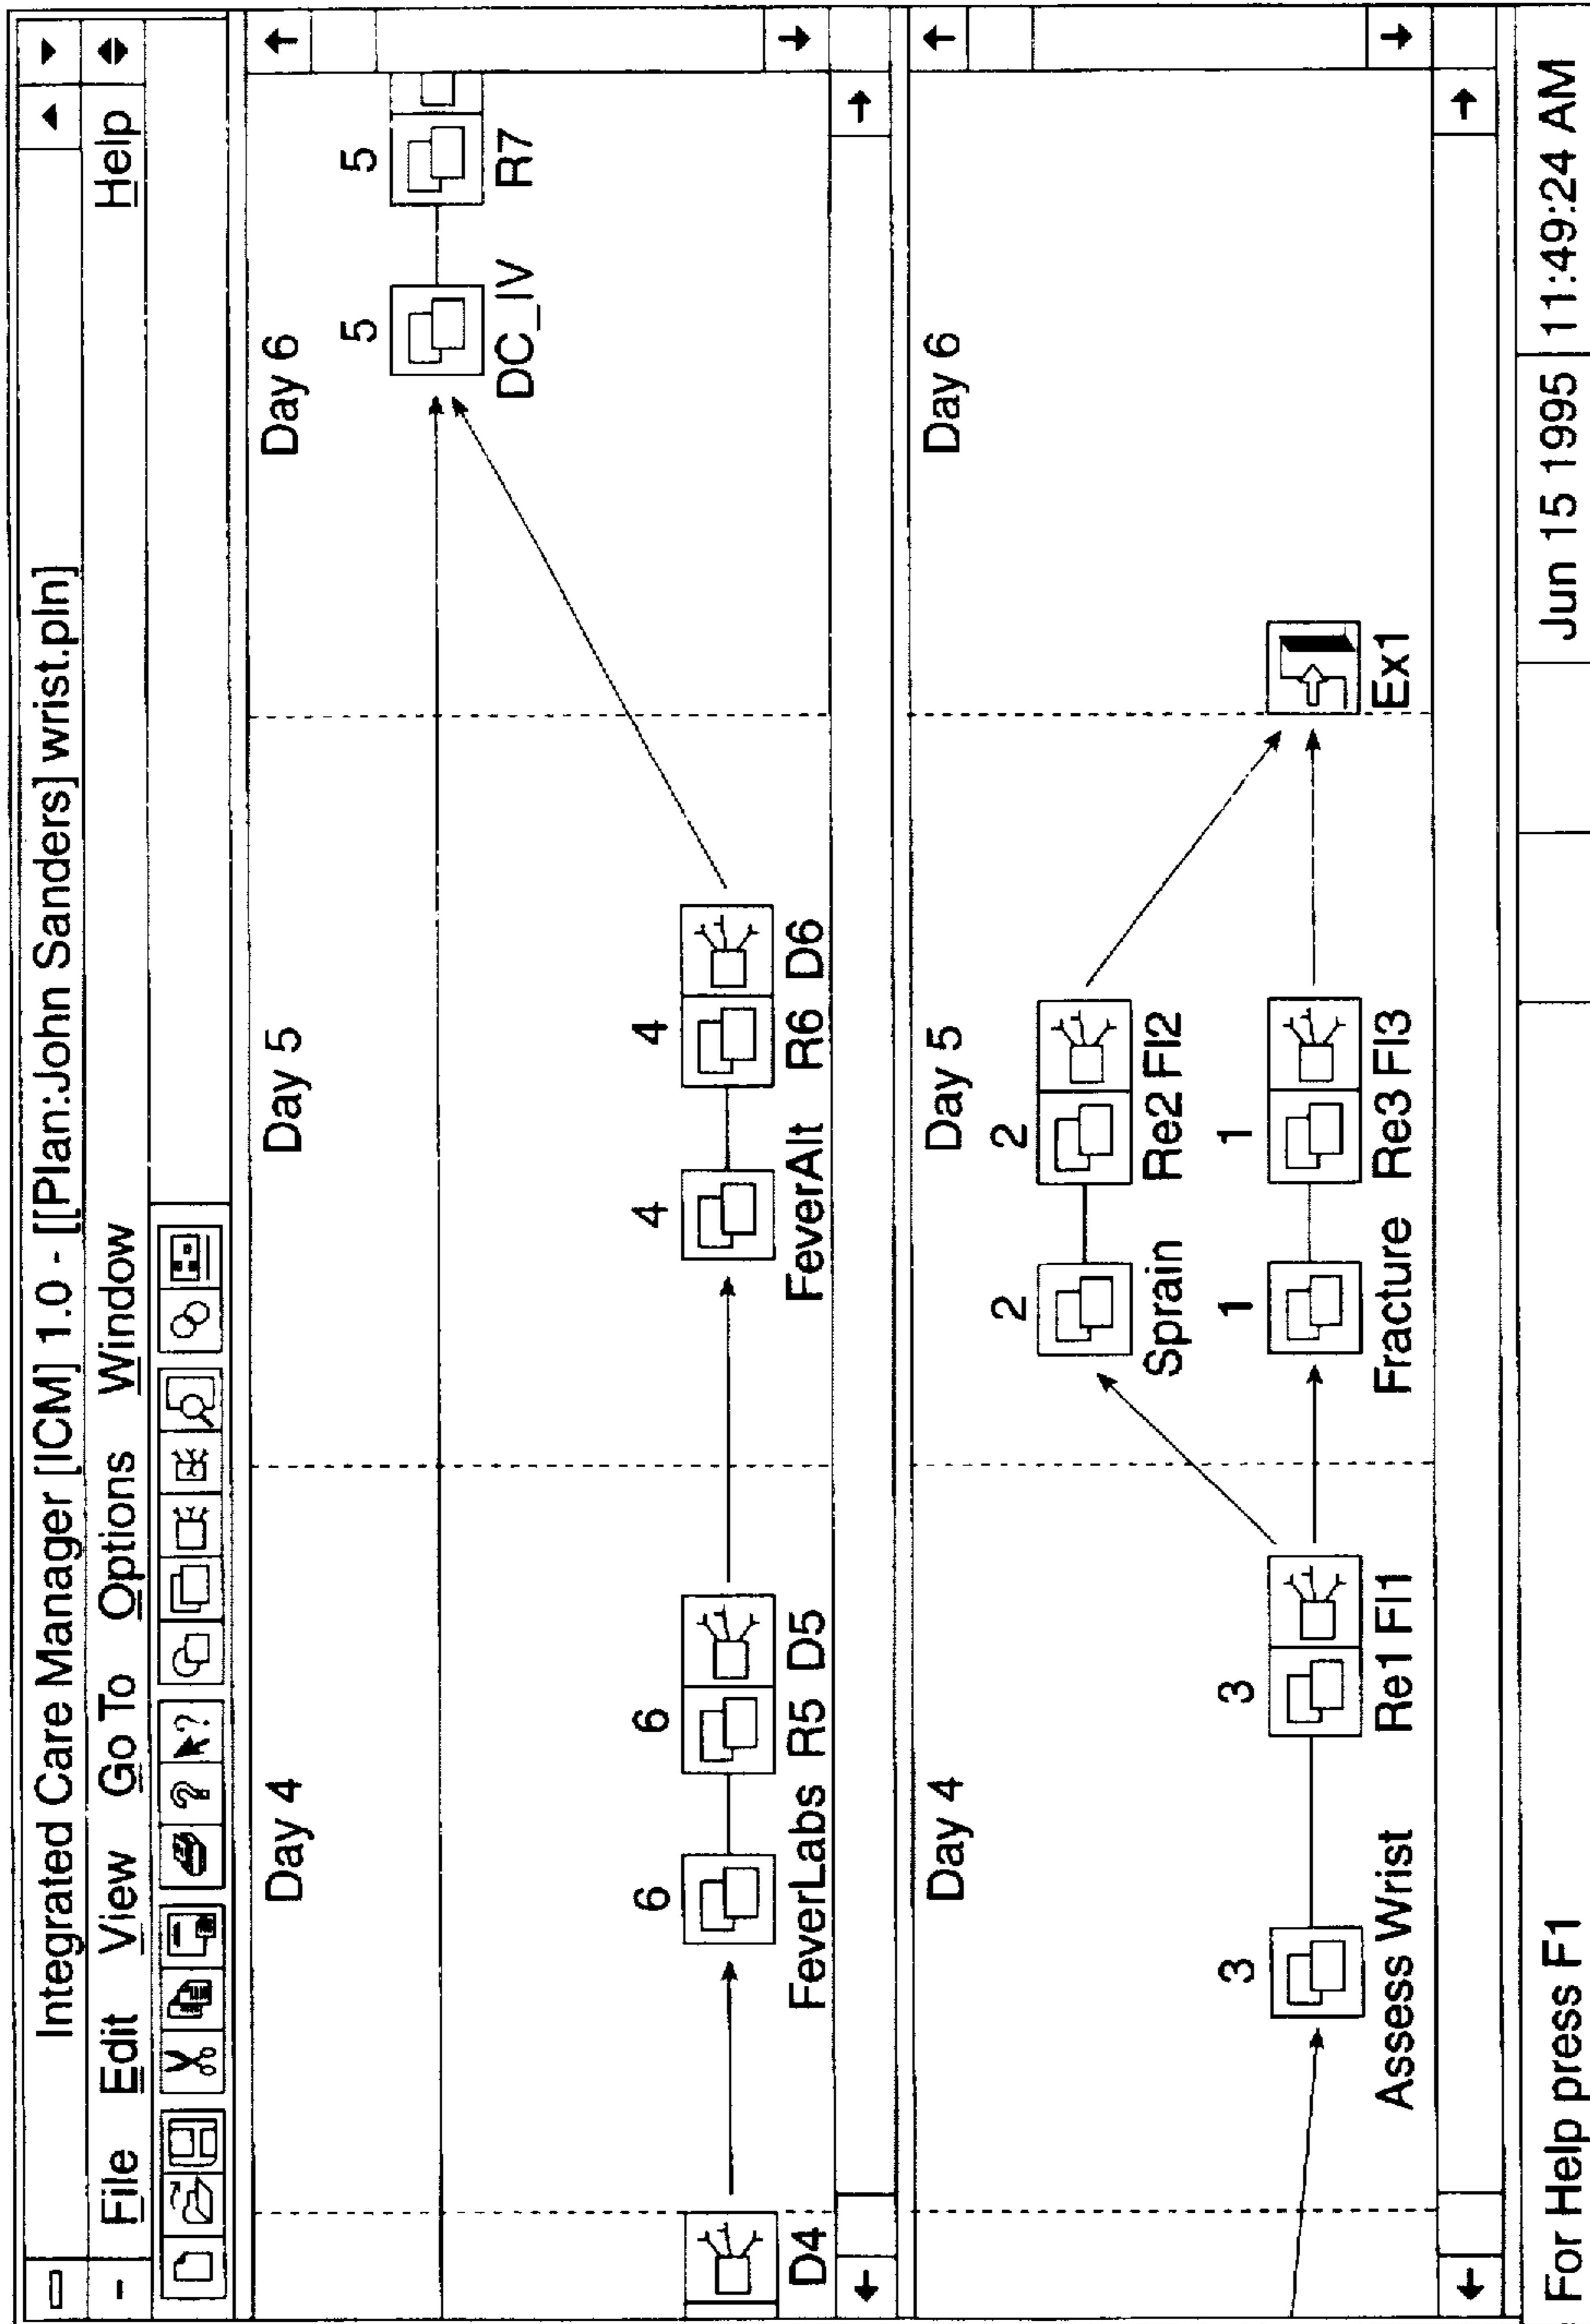 Integrated Care Manager [ICM] 1.0 - [[Plan:John Sanders] wrist.pln]
File Edit View Go To Options Window Help
Day 4 Day 5 Day 6
5 5
DC_IV R7
6 6 4 4
D4 FeverLabs R5 D5 FeverAlt R6 D6
Day 4 Day 5 Day 6
2 2
Sprain Re2 FI2
3 3 1 1
Assess Wrist Re1 FI1 Fracture Re3 FI3 Ex1
For Help press F1 Jun 15 1995 11:49:24 AM